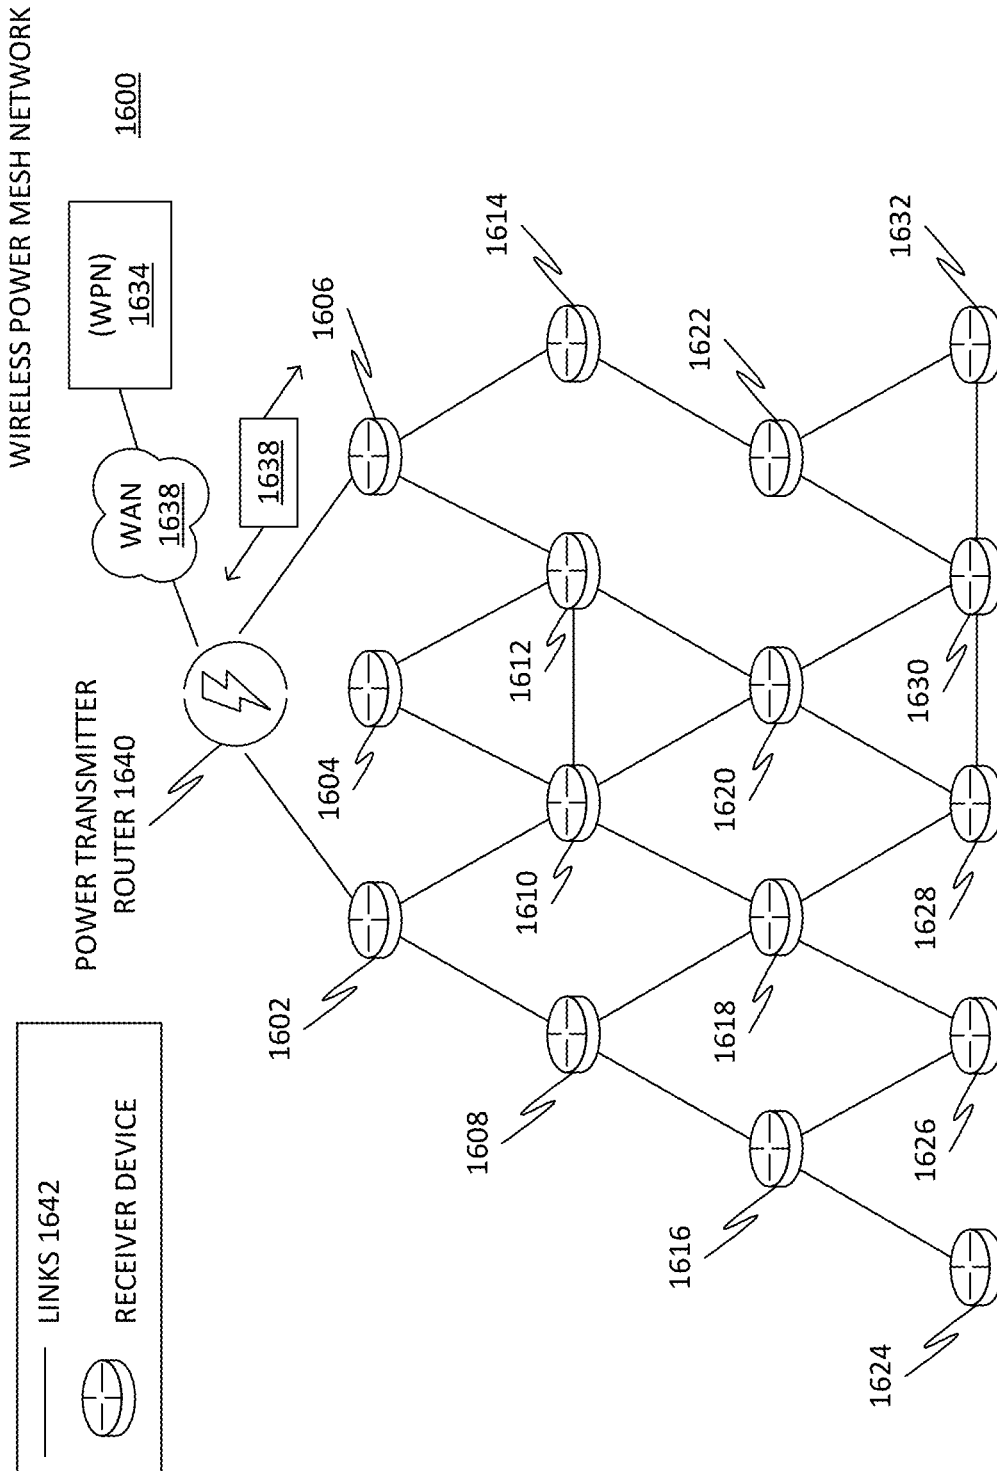 WIRELESS POWER MESH NETWORK
1600
(WPN)
1634
WAN
1638
1638
POWER TRANSMITTER
ROUTER 1640
LINKS 1642
RECEIVER DEVICE
1602
1604
1606
1608
1610
1612
1614
1616
1618
1620
1622
1624
1626
1628
1630
1632